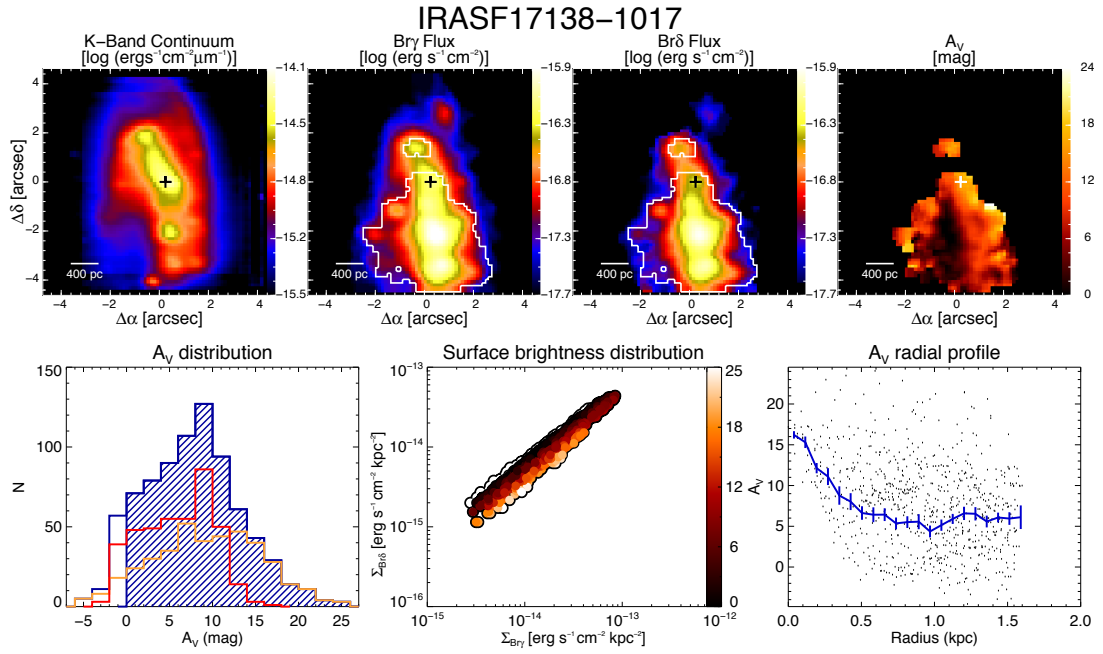 IRASF17138−1017
K-Band Continuum
[log (ergs⁻¹cm⁻²μm⁻¹)]
Brγ Flux
[log (erg s⁻¹cm⁻²)]
Brδ Flux
[log (erg s⁻¹cm⁻²)]
A_V
[mag]
4
2
0
−2
−4
Δδ [arcsec]
400 pc
−4 −2 0 2 4
Δα [arcsec]
−14.1
−14.5
−14.8
−15.2
−15.5
400 pc
−4 −2 0 2 4
Δα [arcsec]
−15.9
−16.3
−16.8
−17.3
−17.7
400 pc
−4 −2 0 2 4
Δα [arcsec]
−15.9
−16.3
−16.8
−17.3
−17.7
400 pc
−4 −2 0 2 4
Δα [arcsec]
24
18
12
6
0
A_V distribution
150
100
50
0
N
−5 0 5 10 15 20 25
A_V (mag)
Surface brightness distribution
10⁻¹³
10⁻¹⁴
10⁻¹⁵
10⁻¹⁶
Σ_Brδ [erg s⁻¹ cm⁻² kpc⁻²]
10⁻¹⁵ 10⁻¹⁴ 10⁻¹³ 10⁻¹²
Σ_Brγ [erg s⁻¹ cm⁻² kpc⁻²]
25
18
12
6
0
A_V radial profile
20
15
10
5
0
A_V
0.0 0.5 1.0 1.5 2.0
Radius (kpc)